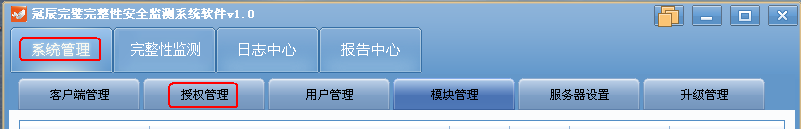 冠辰完璧完整性安全监测系统软件v1.0
系统管理 完整性监测 日志中心 报告中心
客户端管理 授权管理 用户管理 模块管理 服务器设置 升级管理